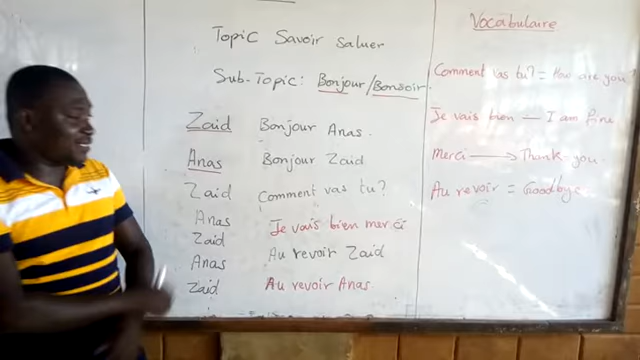 Topic Savoir Saluer
Sub-Topic: Bonjour/Bonsoir
Zaid Bonjour Anas.
Anas Bonjour Zaid
Zaid Comment vas tu?
Anas Je vais bien merci
Zaid Au revoir Zaid
Anas
Zaid Au revoir Anas
Vocabulaire
Comment vas tu? = How are you
Je vais bien — I am fine
Merci → Thank-you.
Au revoir = Goodbye